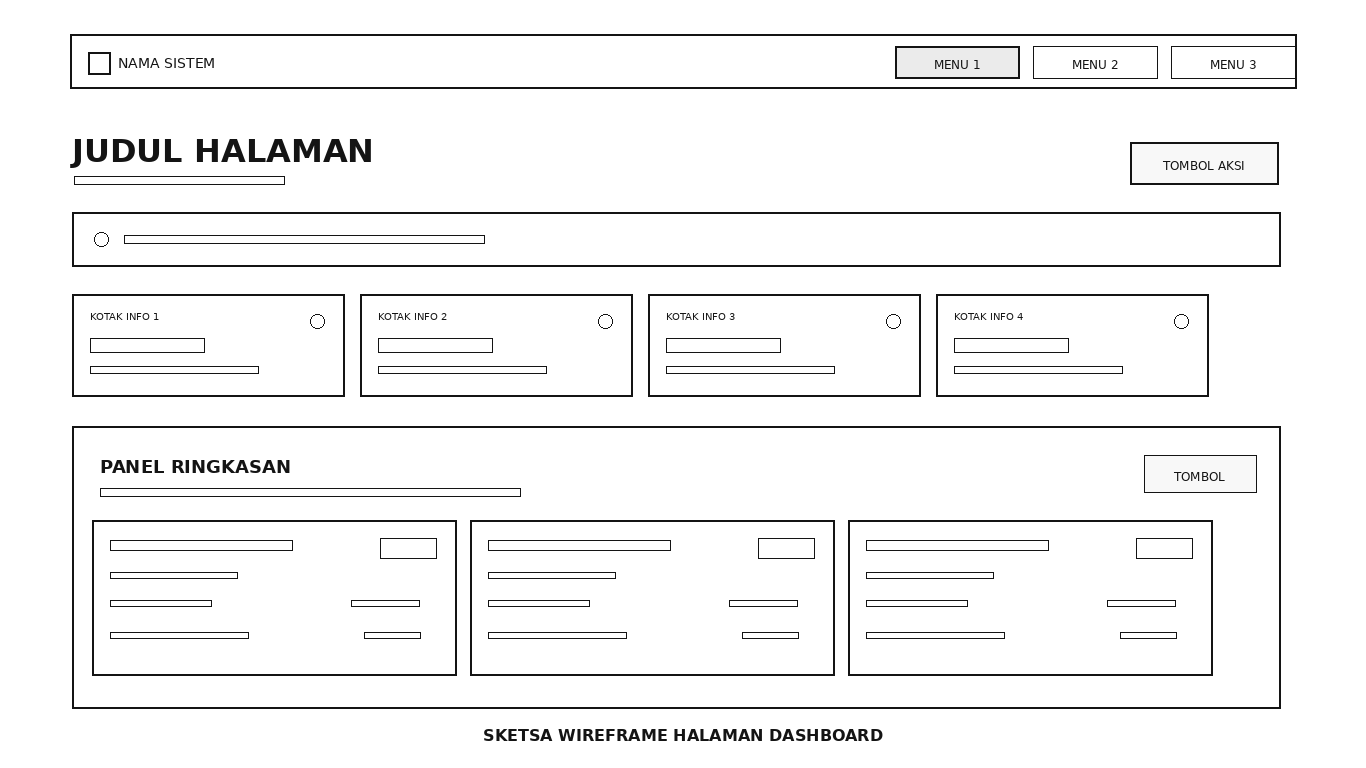 NAMA SISTEM
MENU 1
MENU 2
MENU 3
JUDUL HALAMAN
TOMBOL AKSI
KOTAK INFO 1
KOTAK INFO 2
KOTAK INFO 3
KOTAK INFO 4
PANEL RINGKASAN
TOMBOL
SKETSA WIREFRAME HALAMAN DASHBOARD